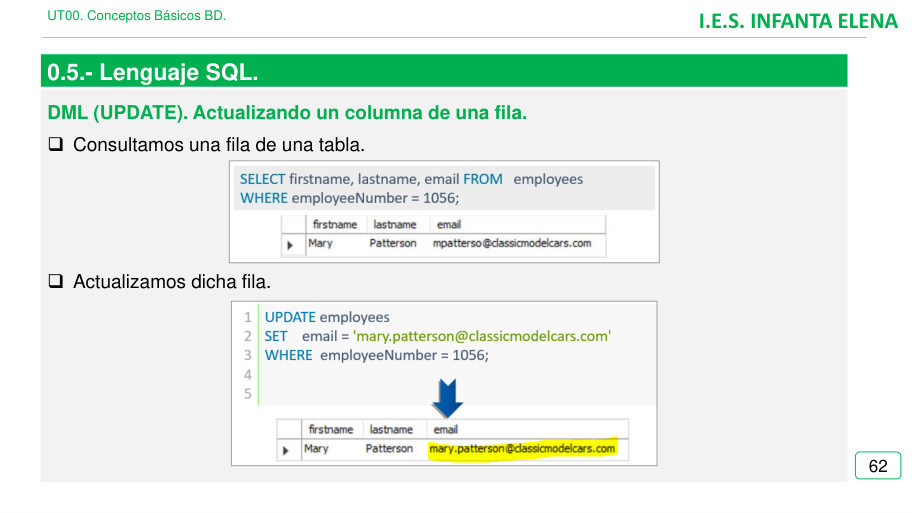 UT00. Conceptos Básicos BD.
I.E.S. INFANTA ELENA
0.5.- Lenguaje SQL.
DML (UPDATE). Actualizando un columna de una fila.
Consultamos una fila de una tabla.
SELECT firstname, lastname, email FROM employees
WHERE employeeNumber = 1056;
firstname lastname email
Mary Patterson mpatterso@classicmodelcars.com
Actualizamos dicha fila.
1 UPDATE employees
2 SET email = 'mary.patterson@classicmodelcars.com'
3 WHERE employeeNumber = 1056;
4
5
firstname lastname email
Mary Patterson mary.patterson@classicmodelcars.com
62